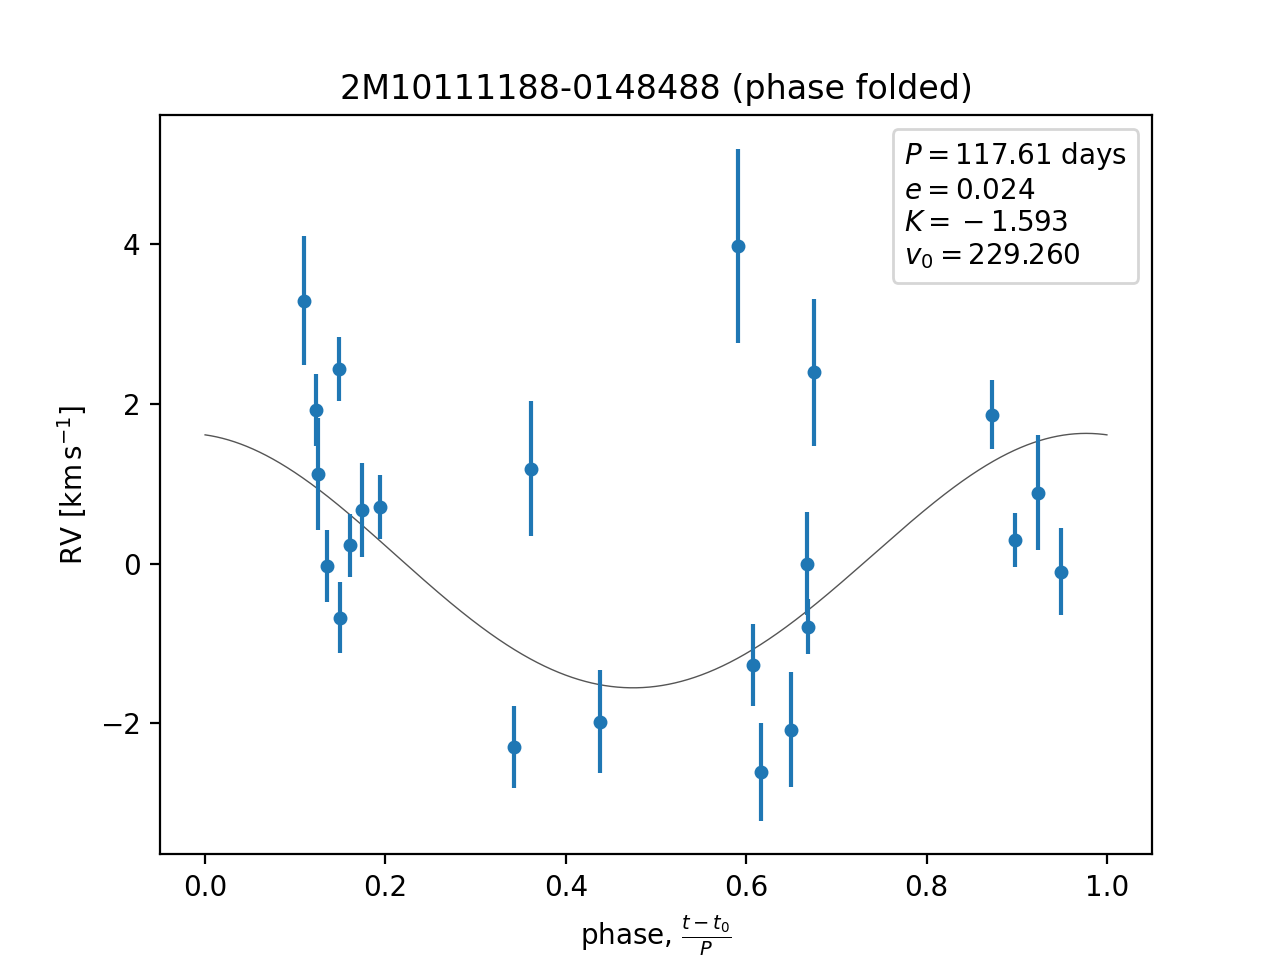 2M10111188-0148488 (phase folded)
P = 117.61 days
e = 0.024
K = −1.593
v₀ = 229.260
RV [km s⁻¹]
4
2
0
−2
0.0 0.2 0.4 0.6 0.8 1.0
phase, (t − t₀)/P